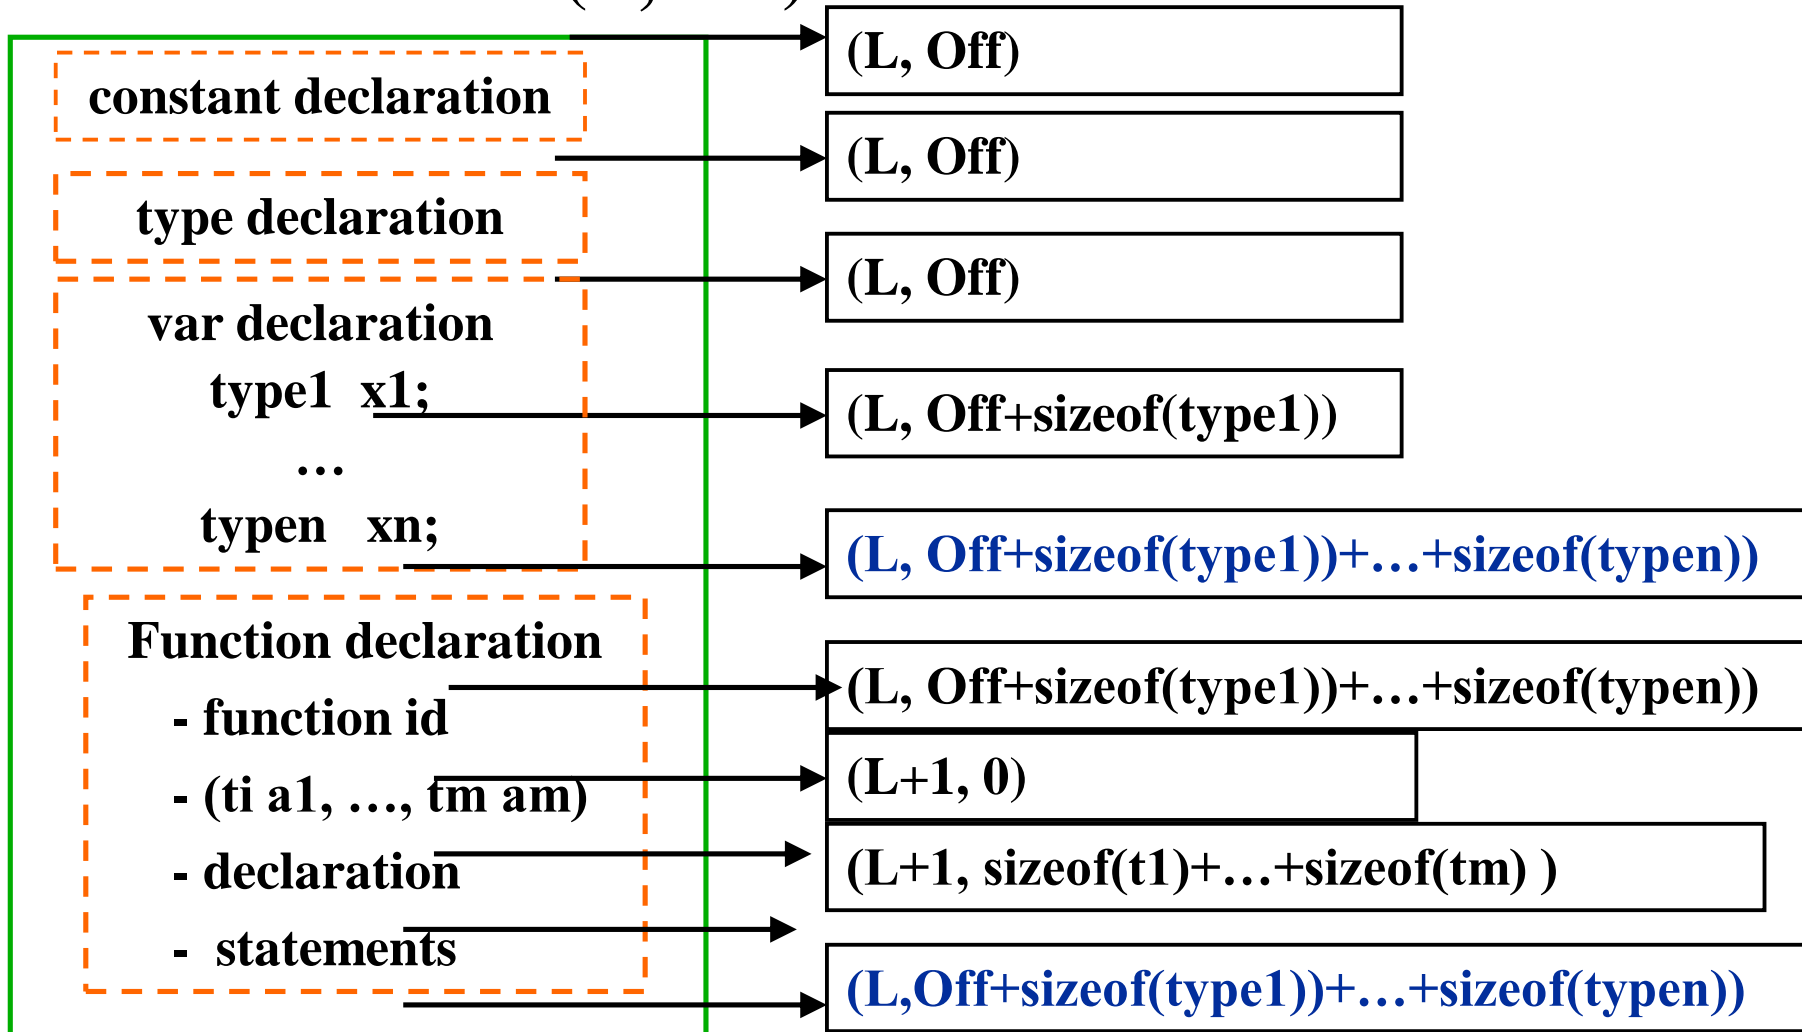 (L, Off)
constant declaration
(L, Off)
type declaration
(L, Off)
var declaration
type1 x1;
(L, Off+sizeof(type1))
…
typen xn;
(L, Off+sizeof(type1))+…+sizeof(typen))
Function declaration
(L, Off+sizeof(type1))+…+sizeof(typen))
- function id
(L+1, 0)
- (ti a1, …, tm am)
(L+1, sizeof(t1)+…+sizeof(tm) )
- declaration
- statements
(L,Off+sizeof(type1))+…+sizeof(typen))